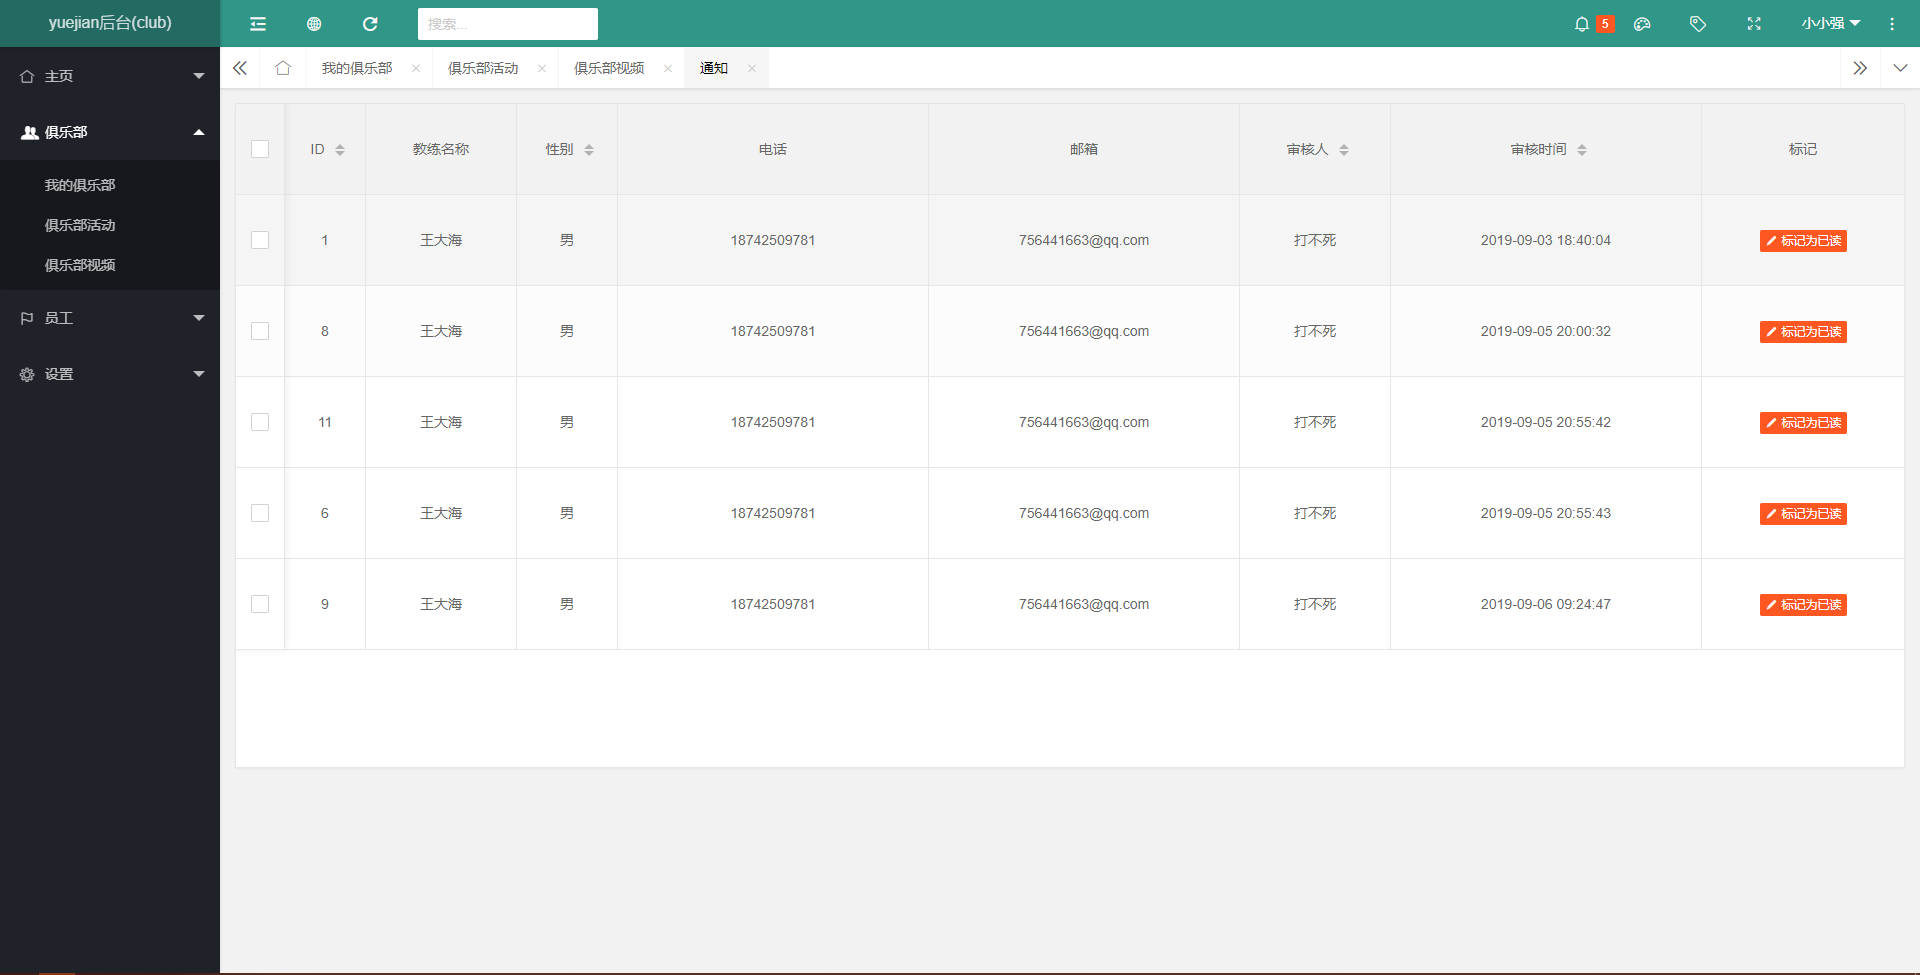 yuejian后台(club)
搜索...
5
小小强
主页
俱乐部
我的俱乐部
俱乐部活动
俱乐部视频
员工
设置
我的俱乐部 俱乐部活动 俱乐部视频 通知
ID 教练名称 性别 电话 邮箱 审核人 审核时间 标记
1 王大海 男 18742509781 756441663@qq.com 打不死 2019-09-03 18:40:04 标记为已读
8 王大海 男 18742509781 756441663@qq.com 打不死 2019-09-05 20:00:32 标记为已读
11 王大海 男 18742509781 756441663@qq.com 打不死 2019-09-05 20:55:42 标记为已读
6 王大海 男 18742509781 756441663@qq.com 打不死 2019-09-05 20:55:43 标记为已读
9 王大海 男 18742509781 756441663@qq.com 打不死 2019-09-06 09:24:47 标记为已读